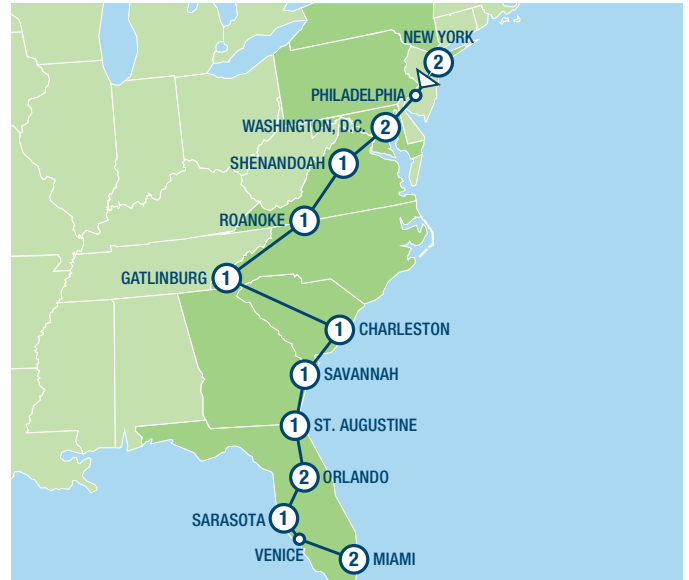 NEW YORK
2
PHILADELPHIA
WASHINGTON, D.C. 2
SHENANDOAH 1
ROANOKE 1
GATLINBURG 1
1 CHARLESTON
1 SAVANNAH
1 ST. AUGUSTINE
2 ORLANDO
SARASOTA 1
VENICE
2 MIAMI